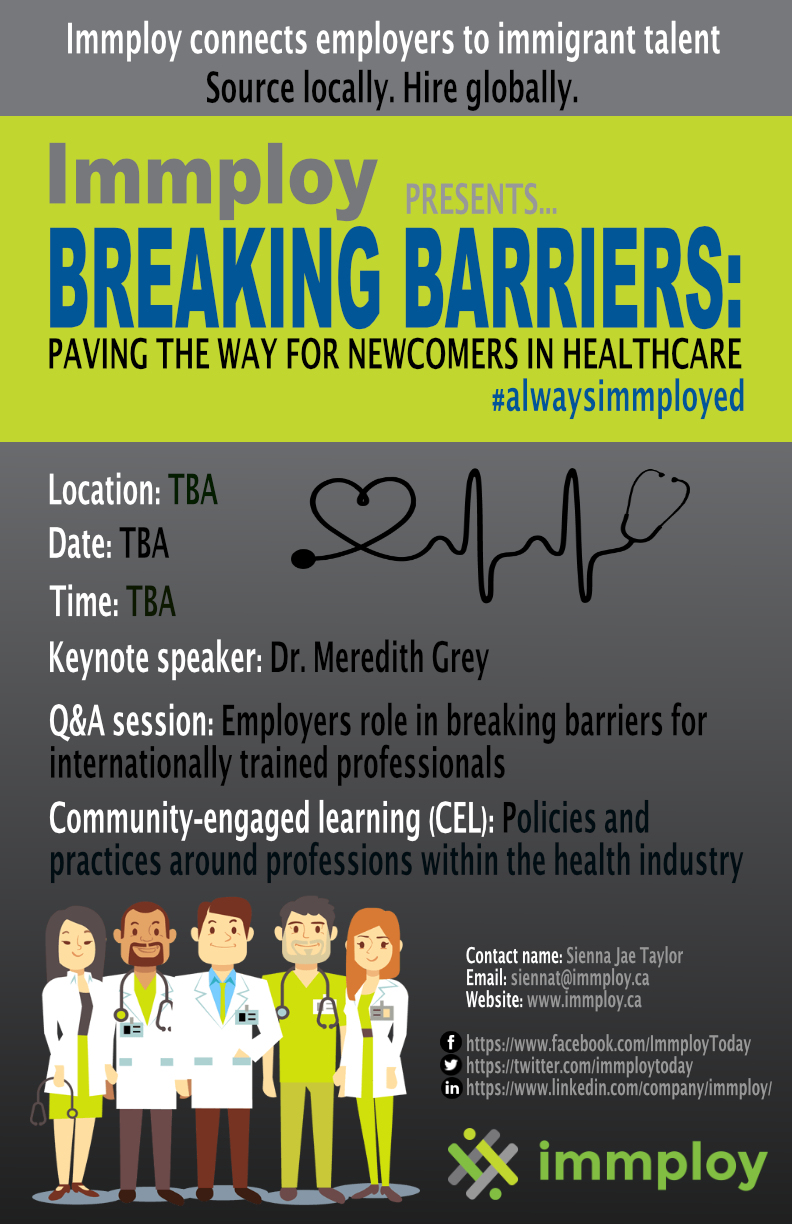 Immploy connects employers to immigrant talent
Source locally. Hire globally.
Immploy PRESENTS...
BREAKING BARRIERS:
PAVING THE WAY FOR NEWCOMERS IN HEALTHCARE
#alwaysimmployed
Location: TBA
Date: TBA
Time: TBA
Keynote speaker: Dr. Meredith Grey
Q&A session: Employers role in breaking barriers for
internationally trained professionals
Community-engaged learning (CEL): Policies and
practices around professions within the health industry
Contact name: Sienna Jae Taylor
Email: siennat@immploy.ca
Website: www.immploy.ca
https://www.facebook.com/ImmployToday
https://twitter.com/immploytoday
https://www.linkedin.com/company/immploy/
immploy